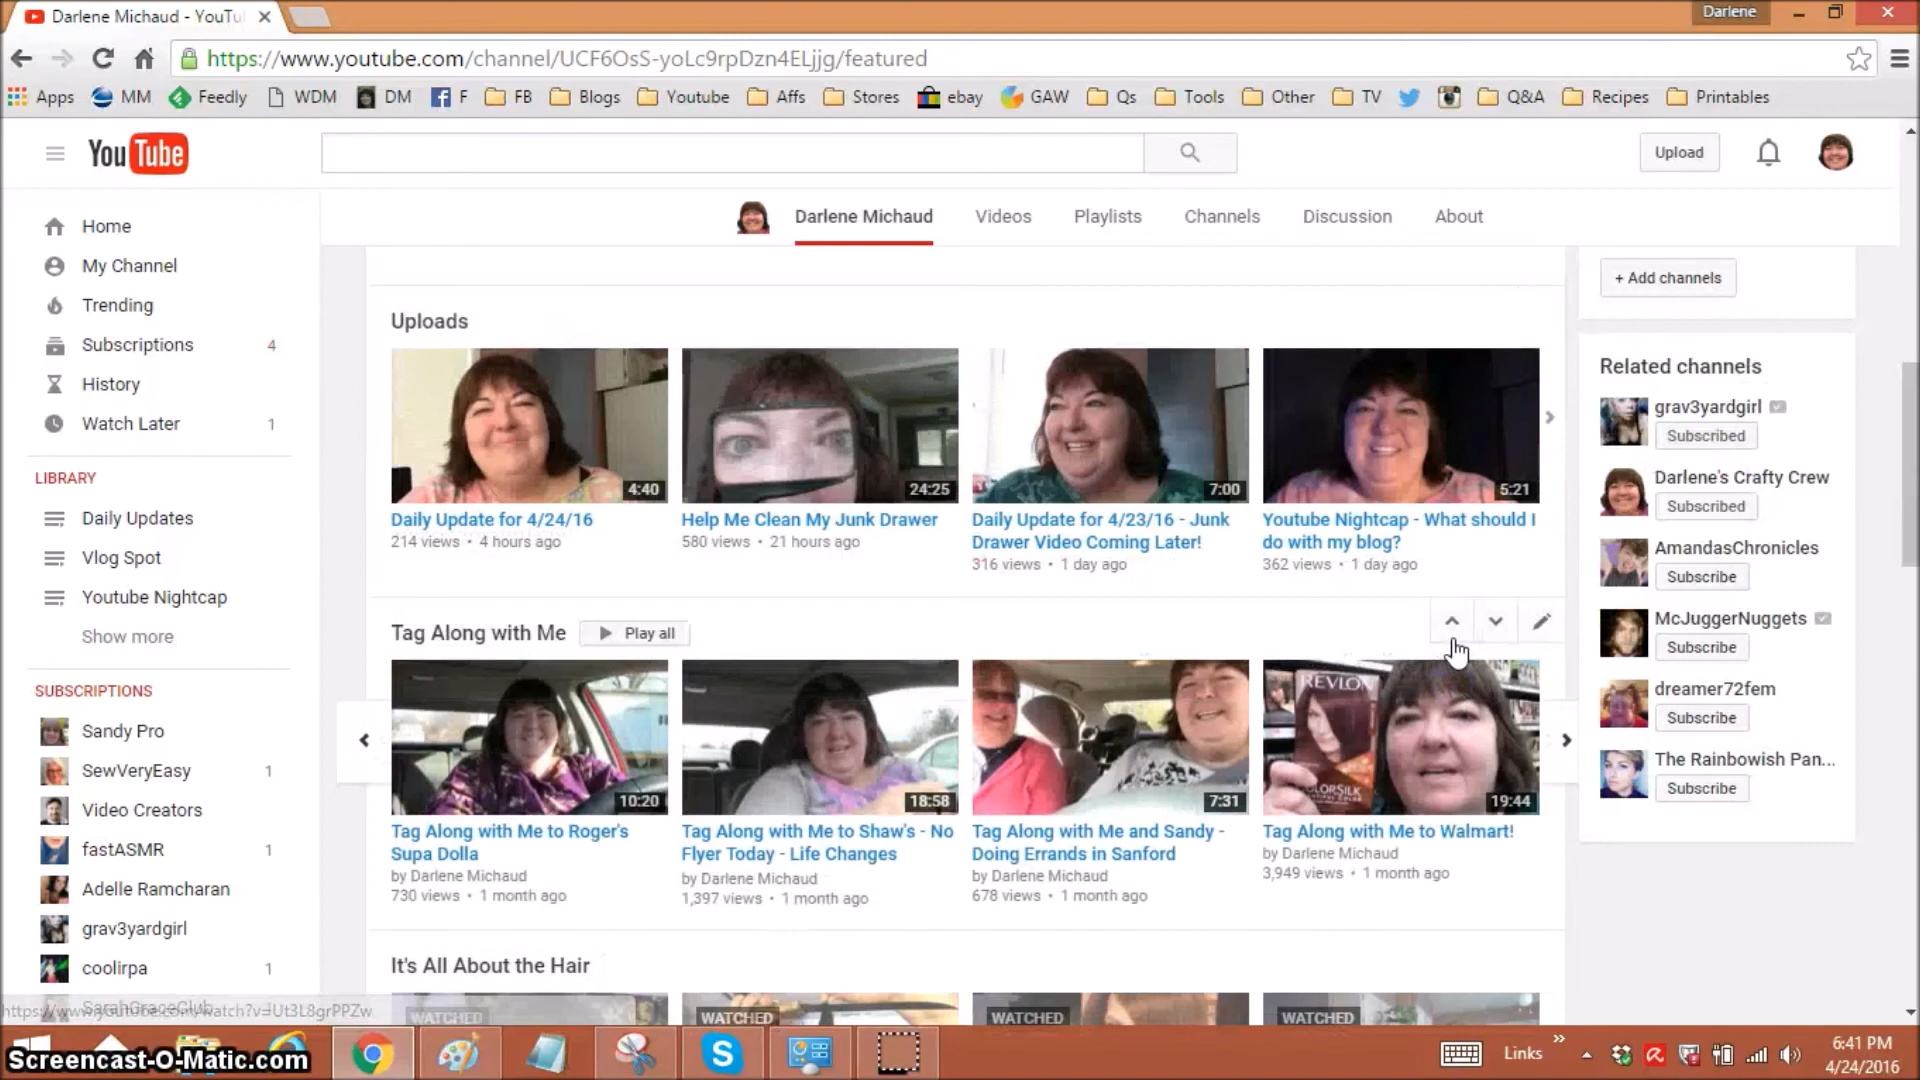 Darlene Michaud - YouTu
Darlene
https://www.youtube.com/channel/UCF6OsS-yoLc9rpDzn4ELjjg/featured
Apps MM Feedly WDM DM F FB Blogs Youtube Affs Stores ebay GAW Qs Tools Other TV Q&A Recipes Printables
YouTube
Upload
Darlene Michaud Videos Playlists Channels Discussion About
Home
My Channel
Trending
Subscriptions 4
History
Watch Later 1
LIBRARY
Daily Updates
Vlog Spot
Youtube Nightcap
Show more
SUBSCRIPTIONS
Sandy Pro
SewVeryEasy 1
Video Creators
fastASMR 1
Adelle Ramcharan
grav3yardgirl
coolirpa 1
SarahGraceClub
https://www.youtube.com/watch?v=Ut3L8grPPZw
Uploads
4:40
24:25
7:00
5:21
Daily Update for 4/24/16
214 views • 4 hours ago
Help Me Clean My Junk Drawer
580 views • 21 hours ago
Daily Update for 4/23/16 - Junk
Drawer Video Coming Later!
316 views • 1 day ago
Youtube Nightcap - What should I
do with my blog?
362 views • 1 day ago
Tag Along with Me Play all
REVLON
COLORSILK
10:20
18:58
7:31
19:44
Tag Along with Me to Roger's
Supa Dolla
by Darlene Michaud
730 views • 1 month ago
Tag Along with Me to Shaw's - No
Flyer Today - Life Changes
by Darlene Michaud
1,397 views • 1 month ago
Tag Along with Me and Sandy -
Doing Errands in Sanford
by Darlene Michaud
678 views • 1 month ago
Tag Along with Me to Walmart!
by Darlene Michaud
3,949 views • 1 month ago
It's All About the Hair
WATCHED WATCHED WATCHED WATCHED
+ Add channels
Related channels
grav3yardgirl
Subscribed
Darlene's Crafty Crew
Subscribed
AmandasChronicles
Subscribe
McJuggerNuggets
Subscribe
dreamer72fem
Subscribe
The Rainbowish Pan...
Subscribe
Screencast-O-Matic.com
Links
6:41 PM
4/24/2016